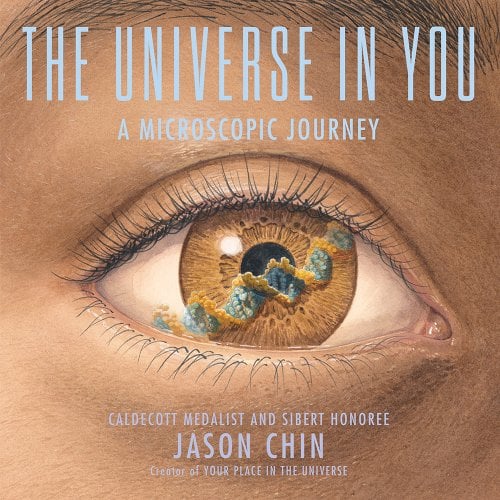 THE UNIVERSE IN YOU
A MICROSCOPIC JOURNEY
CALDECOTT MEDALIST AND SIBERT HONOREE
JASON CHIN
Creator of YOUR PLACE IN THE UNIVERSE